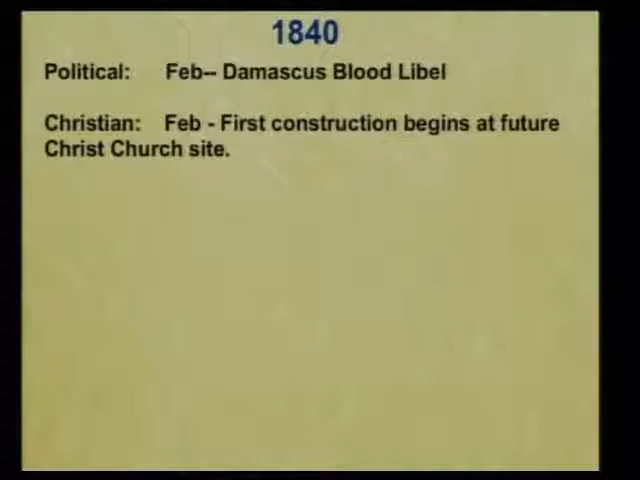 1840
Political: Feb-- Damascus Blood Libel
Christian: Feb - First construction begins at future
Christ Church site.